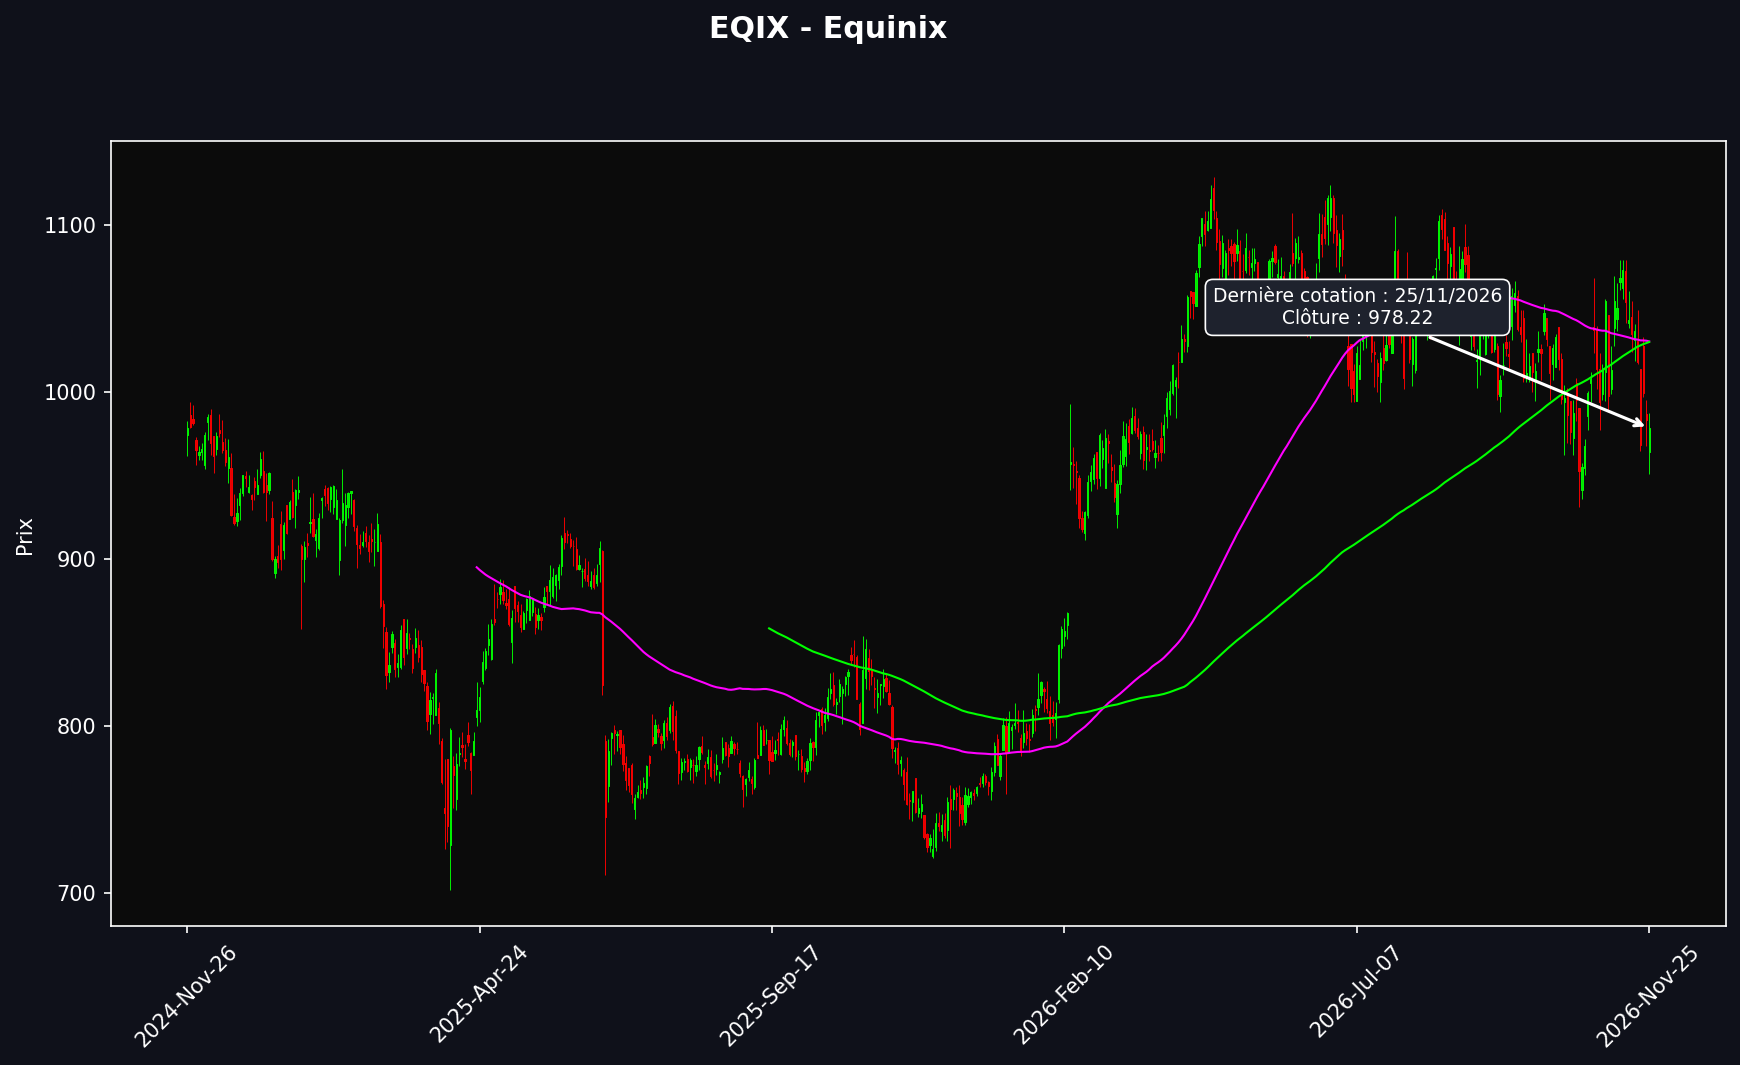 EQIX - Equinix
Prix
1100
1000
900
800
700
Dernière cotation : 25/11/2026
Clôture : 978.22
2024-Nov-26
2025-Apr-24
2025-Sep-17
2026-Feb-10
2026-Jul-07
2026-Nov-25